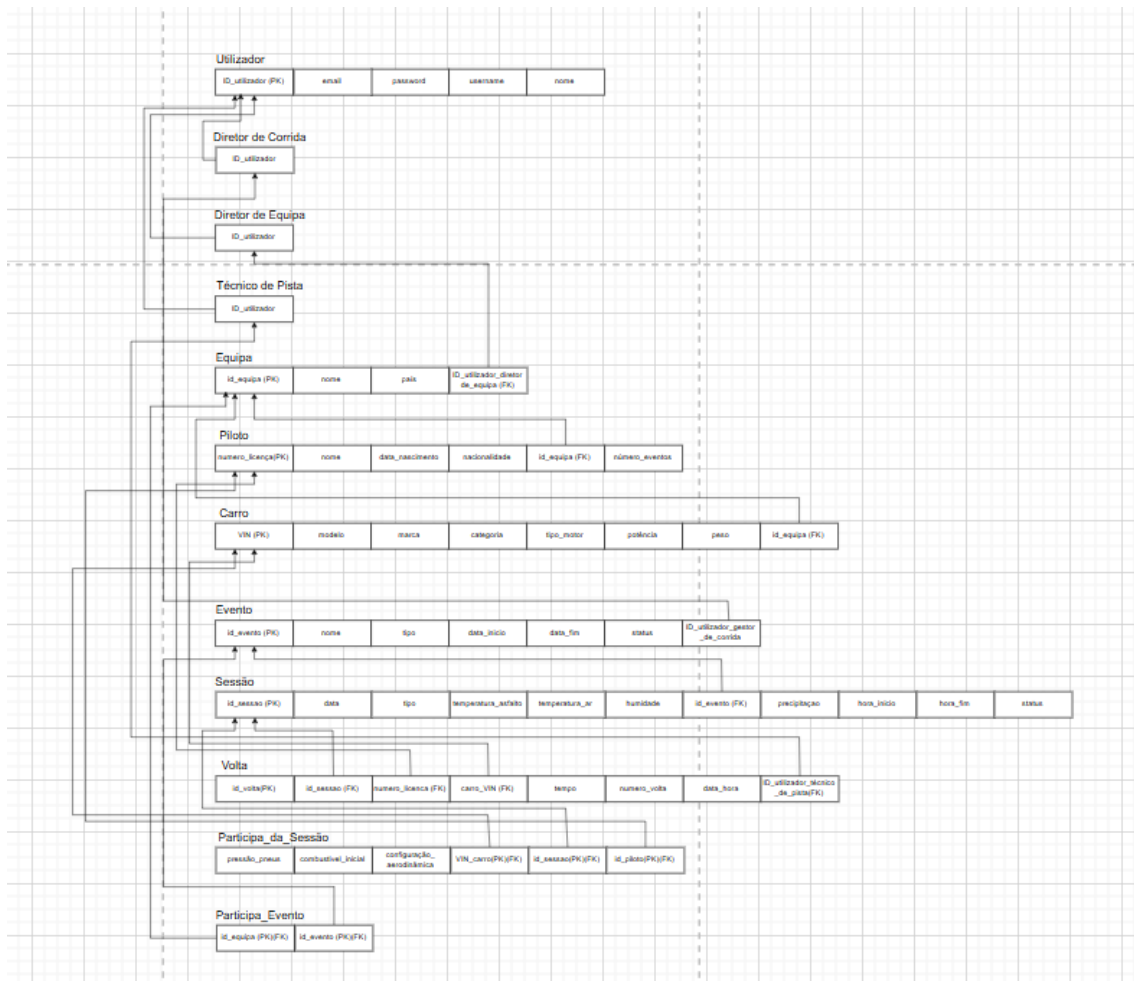 Utilizador
ID_utilizador (PK) email password username nome
Diretor de Corrida
ID_utilizador
Diretor de Equipa
ID_utilizador
Técnico de Pista
ID_utilizador
Equipa
id_equipa (PK) nome pais ID_utilizador_diretor
de_equipa (FK)
Piloto
numero_licença(PK) nome data_nascimento nacionalidade id_equipa (FK) número_eventos
Carro
VIN (PK) modelo marca categoria tipo_motor potência peso id_equipa (FK)
Evento
id_evento (PK) nome tipo data_inicio data_fim status ID_utilizador_gestor
_de_corrida
Sessão
id_sessao (PK) data tipo temperatura_asfalto temperatura_ar humidade id_evento (FK) precipitaçao hora_inicio hora_fim status
Volta
id_volta(PK) id_sessao (FK) numero_licenca (FK) carro_VIN (FK) tempo numero_volta data_hora ID_utilizador_técnico
_de_pista(FK)
Participa_da_Sessão
pressão_pneus combustivel_inicial configuração_
aerodinâmica VIN_carro(PK)(FK) id_sessao(PK)(FK) id_piloto(PK)(FK)
Participa_Evento
id_equipa (PK)(FK) id_evento (PK)(FK)